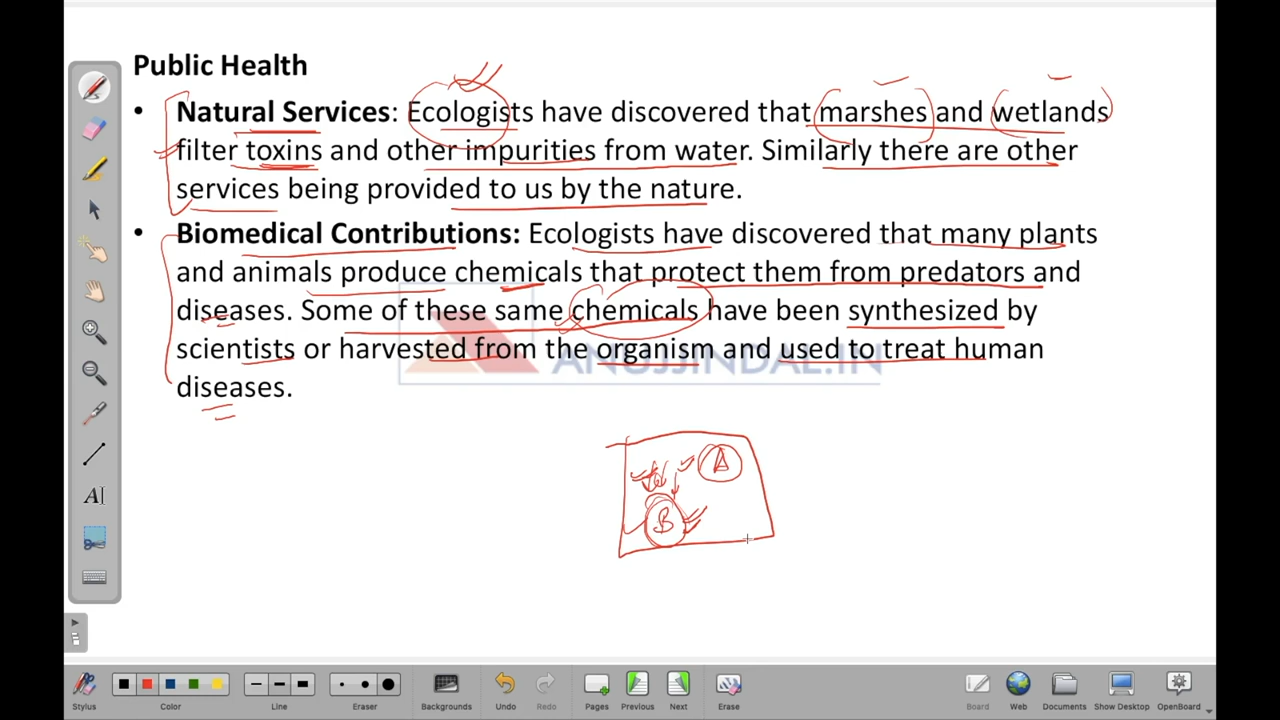 Public Health
• Natural Services: Ecologists have discovered that marshes and wetlands
filter toxins and other impurities from water. Similarly there are other
services being provided to us by the nature.
• Biomedical Contributions: Ecologists have discovered that many plants
and animals produce chemicals that protect them from predators and
diseases. Some of these same chemicals have been synthesized by
scientists or harvested from the organism and used to treat human
diseases.
ANUJJINDAL.IN
A
B
Stylus Color Line Eraser Backgrounds Undo Redo Pages Previous Next Erase Board Web Documents Show Desktop OpenBoard